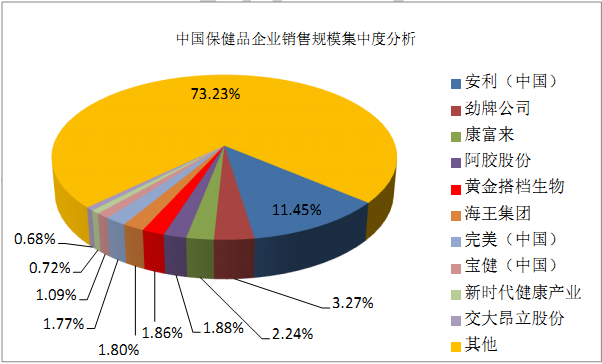 中国保健品企业销售规模集中度分析
73.23%
11.45%
3.27%
2.24%
1.88%
1.86%
1.80%
1.77%
1.09%
0.72%
0.68%
安利（中国）
劲牌公司
康富来
阿胶股份
黄金搭档生物
海王集团
完美（中国）
宝健（中国）
新时代健康产业
交大昂立股份
其他